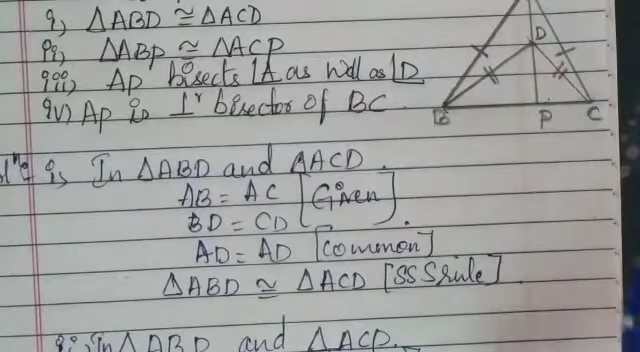 i, ΔABD ≅ ΔACD
ii, ΔABP ≅ ΔACP
iii, AP bisects ∠A as well as ∠D
iv) AP is ⊥r bisector of BC.
D
B P C
i, In ΔABD and ΔACD.
AB = AC [Given]
BD = CD
AD = AD [common]
ΔABD ≅ ΔACD [SSS rule]
ii, In ΔABP and ΔACP.